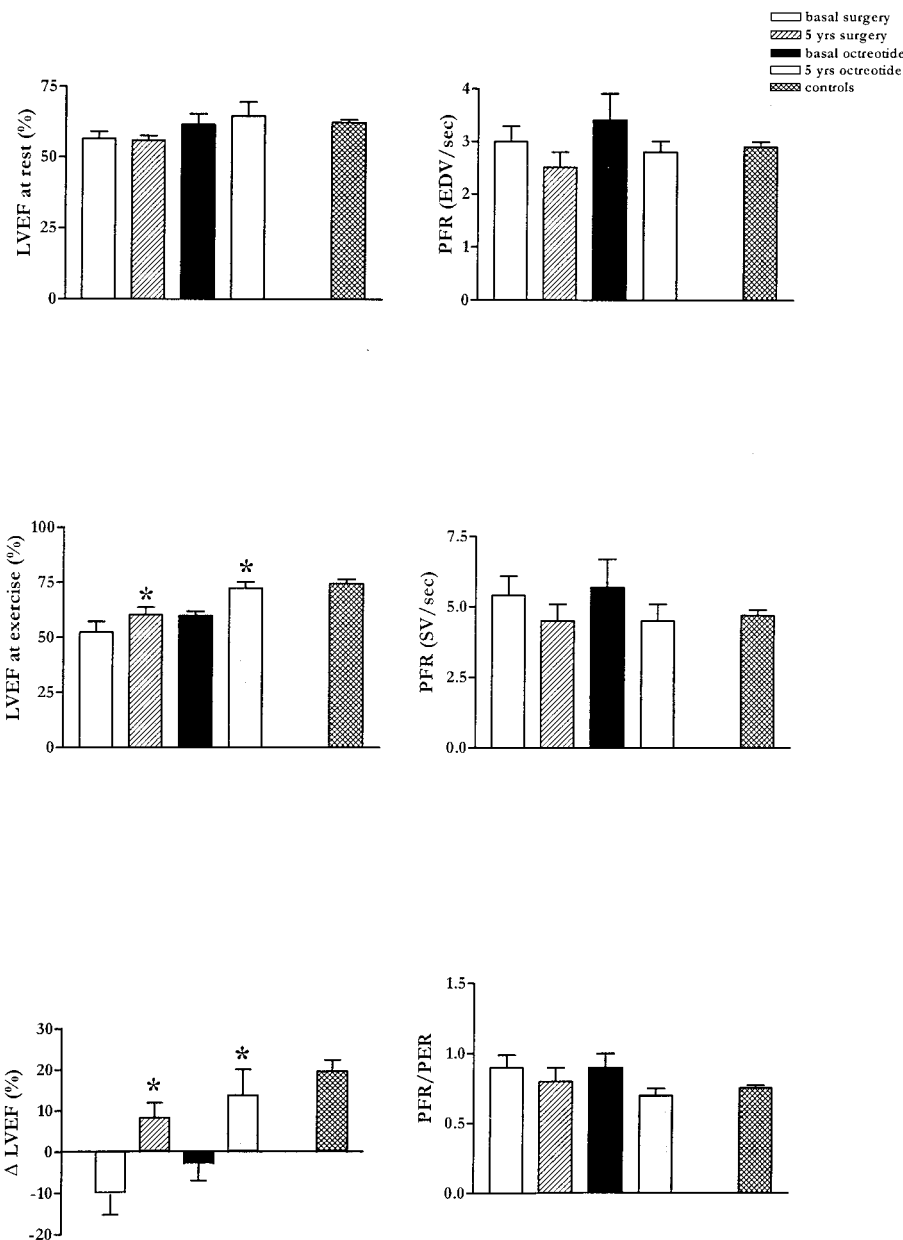 basal surgery
5 yrs surgery
basal octreotide
5 yrs octreotide
controls
LVEF at rest (%)
75
50
25
0
PFR (EDV/sec)
4
3
2
1
0
LVEF at exercise (%)
100
75
50
25
0
*
*
PFR (SV/sec)
7.5
5.0
2.5
0.0
Δ LVEF (%)
30
20
10
0
-10
-20
*
*
PFR/PER
1.5
1.0
0.5
0.0